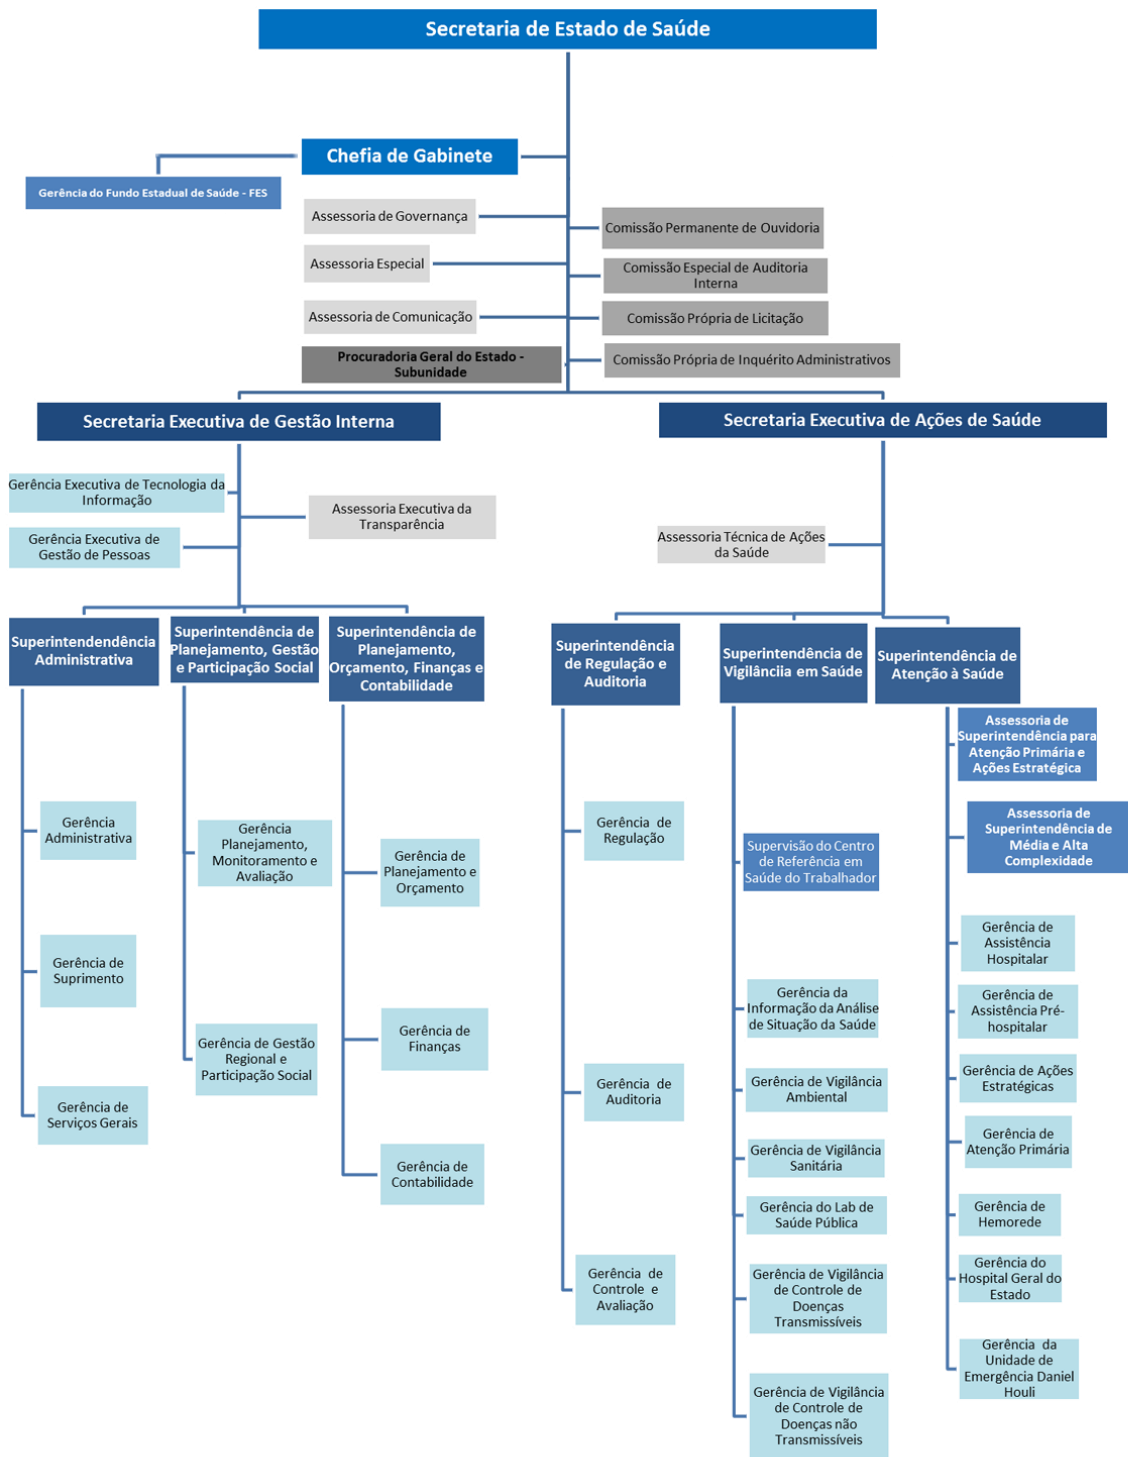 Secretaria de Estado de Saúde
Chefia de Gabinete
Gerência do Fundo Estadual de Saúde - FES
Assessoria de Governança
Comissão Permanente de Ouvidoria
Assessoria Especial
Comissão Especial de Auditoria
Interna
Assessoria de Comunicação
Comissão Própria de Licitação
Procuradoria Geral do Estado -
Subunidade
Comissão Própria de Inquérito Administrativos
Secretaria Executiva de Gestão Interna
Secretaria Executiva de Ações de Saúde
Gerência Executiva de Tecnologia da
Informação
Assessoria Executiva da
Transparência
Gerência Executiva de
Gestão de Pessoas
Assessoria Técnica de Ações
da Saúde
Superintendendência
Administrativa
Superintendência de
Planejamento, Gestão
e Participação Social
Superintendência de
Planejamento,
Orçamento, Finanças e
Contabilidade
Superintendência
de Regulação e
Auditoria
Superintendência de
Vigilânciia em Saúde
Superintendência de
Atenção à Saúde
Gerência
Administrativa
Gerência de
Suprimento
Gerência de
Serviços Gerais
Gerência
Planejamento,
Monitoramento e
Avaliação
Gerência de Gestão
Regional e
Participação Social
Gerência de
Planejamento e
Orçamento
Gerência de
Finanças
Gerência de
Contabilidade
Gerência de
Regulação
Gerência de
Auditoria
Gerência de
Controle e
Avaliação
Supervisão do Centro
de Referência em
Saúde do Trabalhador
Gerência da
Informação da Análise
de Situação da Saúde
Gerência de Vigilância
Ambiental
Gerência de Vigilância
Sanitária
Gerência do Lab de
Saúde Pública
Gerência de Vigilância
de Controle de
Doenças
Transmissíveis
Gerência de Vigilância
de Controle de
Doenças não
Transmissíveis
Assessoria de
Superintendência para
Atenção Primária e
Ações Estratégica
Assessoria de
Superintendência de
Média e Alta
Complexidade
Gerência de
Assistência
Hospitalar
Gerência de
Assistência Pré-
hospitalar
Gerência de Ações
Estratégicas
Gerência de
Atenção Primária
Gerência de
Hemorede
Gerência do
Hospital Geral do
Estado
Gerência da
Unidade de
Emergência Daniel
Houli